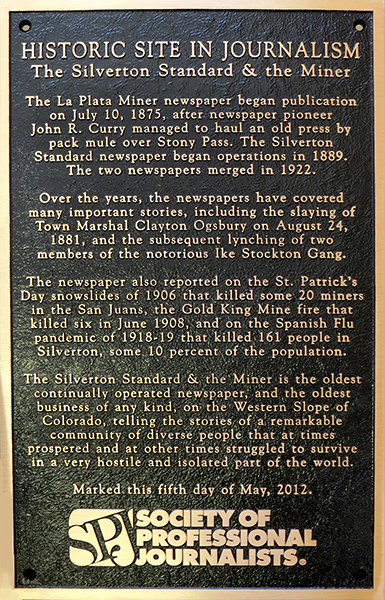 HISTORIC SITE IN JOURNALISM
The Silverton Standard & the Miner
The La Plata Miner newspaper began publication
on July 10, 1875, after newspaper pioneer
John R. Curry managed to haul an old press by
pack mule over Stony Pass. The Silverton
Standard newspaper began operations in 1889.
The two newspapers merged in 1922.
Over the years, the newspapers have covered
many important stories, including the slaying of
Town Marshal Clayton Ogsbury on August 24,
1881, and the subsequent lynching of two
members of the notorious Ike Stockton Gang.
The newspaper also reported on the St. Patrick's
Day snowslides of 1906 that killed some 20 miners
in the San Juans, the Gold King Mine fire that
killed six in June 1908, and on the Spanish Flu
pandemic of 1918-19 that killed 161 people in
Silverton, some 10 percent of the population.
The Silverton Standard & the Miner is the oldest
continually operated newspaper, and the oldest
business of any kind, on the Western Slope of
Colorado, telling the stories of a remarkable
community of diverse people that at times
prospered and at other times struggled to survive
in a very hostile and isolated part of the world.
Marked this fifth day of May, 2012.
SPJ SOCIETY OF
PROFESSIONAL
JOURNALISTS.